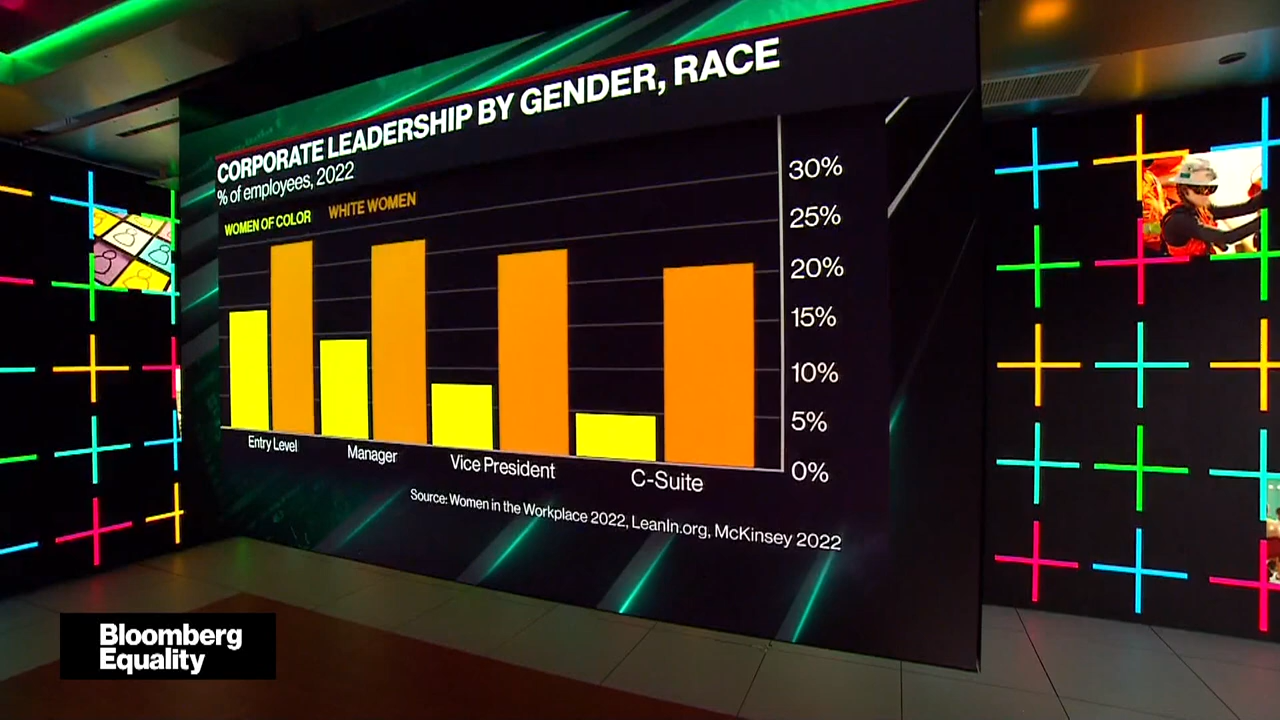 CORPORATE LEADERSHIP BY GENDER, RACE
% of employees, 2022
WOMEN OF COLOR WHITE WOMEN
30%
25%
20%
15%
10%
5%
0%
Entry Level
Manager
Vice President
C-Suite
Source: Women in the Workplace 2022, LeanIn.org, McKinsey 2022
Bloomberg
Equality